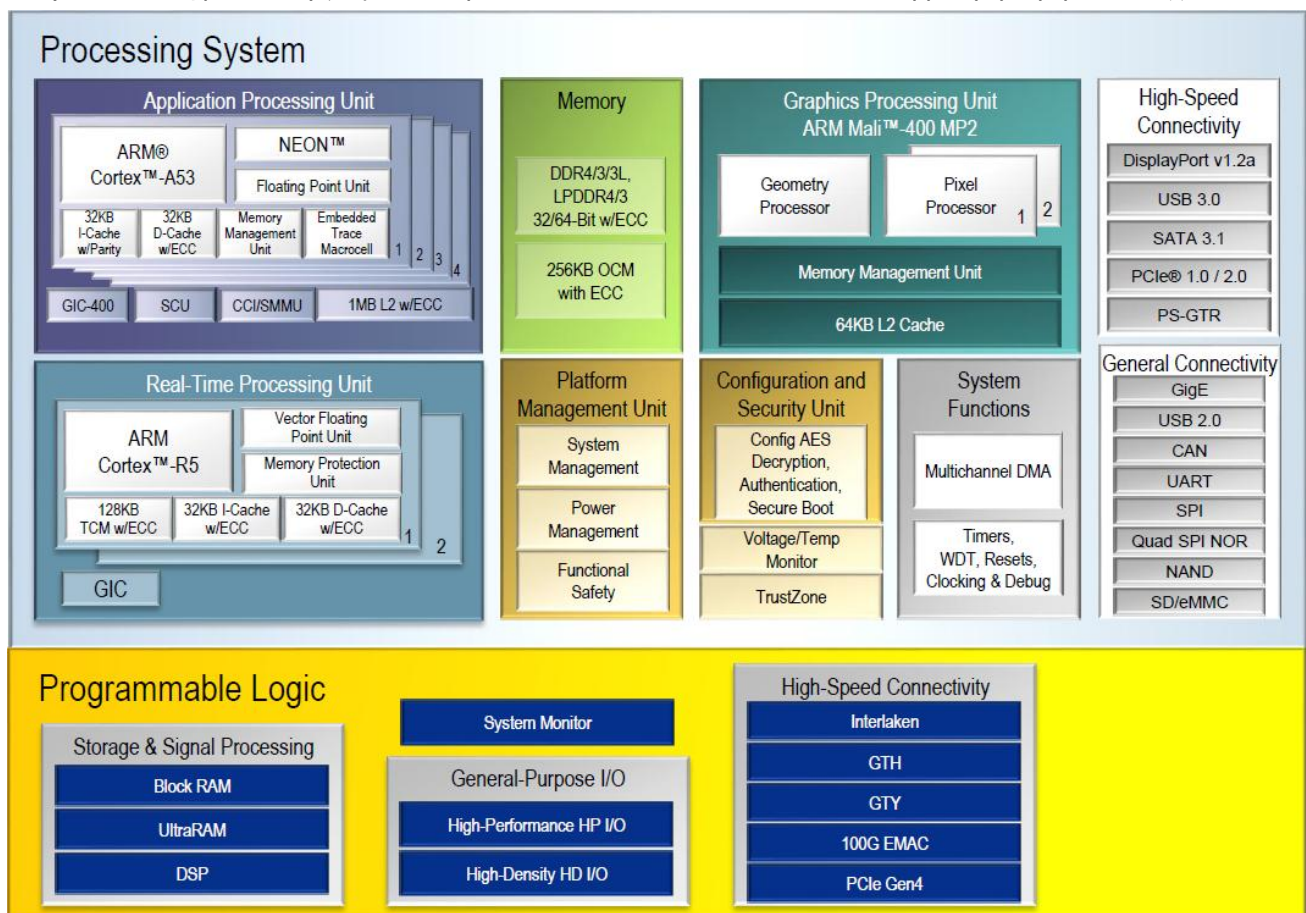 Processing System
Application Processing Unit
ARM®
Cortex™-A53
NEON™
Floating Point Unit
32KB
I-Cache
w/Parity
32KB
D-Cache
w/ECC
Memory
Management
Unit
Embedded
Trace
Macrocell
1
2
3
4
GIC-400
SCU
CCI/SMMU
1MB L2 w/ECC
Memory
DDR4/3/3L,
LPDDR4/3
32/64-Bit w/ECC
256KB OCM
with ECC
Graphics Processing Unit
ARM Mali™-400 MP2
Geometry
Processor
Pixel
Processor
1
2
Memory Management Unit
64KB L2 Cache
High-Speed
Connectivity
DisplayPort v1.2a
USB 3.0
SATA 3.1
PCIe® 1.0 / 2.0
PS-GTR
Real-Time Processing Unit
ARM
Cortex™-R5
Vector Floating
Point Unit
Memory Protection
Unit
128KB
TCM w/ECC
32KB I-Cache
w/ECC
32KB D-Cache
w/ECC
1
2
GIC
Platform
Management Unit
System
Management
Power
Management
Functional
Safety
Configuration and
Security Unit
Config AES
Decryption,
Authentication,
Secure Boot
Voltage/Temp
Monitor
TrustZone
System
Functions
Multichannel DMA
Timers,
WDT, Resets,
Clocking & Debug
General Connectivity
GigE
USB 2.0
CAN
UART
SPI
Quad SPI NOR
NAND
SD/eMMC
Programmable Logic
Storage & Signal Processing
Block RAM
UltraRAM
DSP
System Monitor
General-Purpose I/O
High-Performance HP I/O
High-Density HD I/O
High-Speed Connectivity
Interlaken
GTH
GTY
100G EMAC
PCIe Gen4